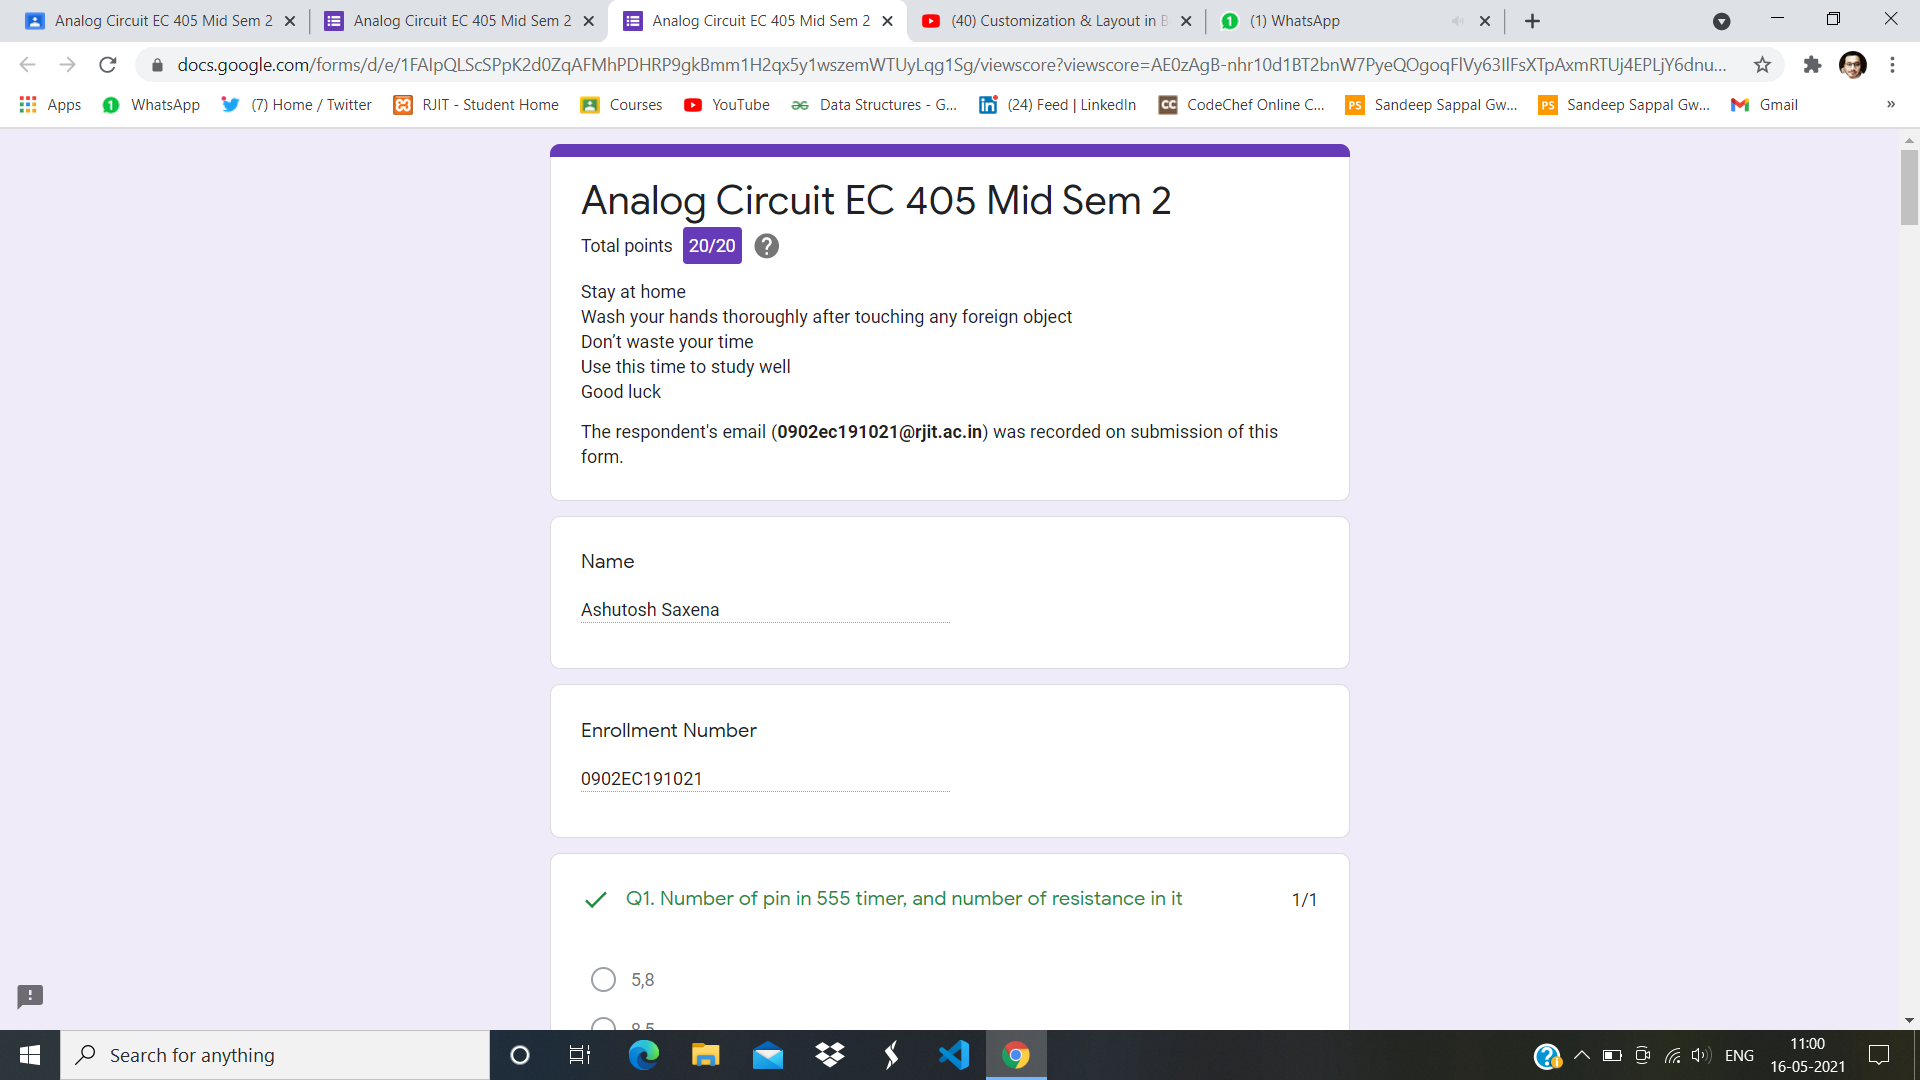 Analog Circuit EC 405 Mid Sem 2
Analog Circuit EC 405 Mid Sem 2
Analog Circuit EC 405 Mid Sem 2
(40) Customization & Layout in B
(1) WhatsApp
docs.google.com/forms/d/e/1FAIpQLScSPpK2d0ZqAFMhPDHRP9gkBmm1H2qx5y1wszemWTUyLqg1Sg/viewscore?viewscore=AE0zAgB-nhr10d1BT2bnW7PyeQOgoqFlVy63IlFsXTpAxmRTUj4EPLjY6dnu...
Apps
WhatsApp
(7) Home / Twitter
RJIT - Student Home
Courses
YouTube
Data Structures - G...
(24) Feed | LinkedIn
CodeChef Online C...
Sandeep Sappal Gw...
Sandeep Sappal Gw...
Gmail
Analog Circuit EC 405 Mid Sem 2
Total points 20/20
Stay at home
Wash your hands thoroughly after touching any foreign object
Don't waste your time
Use this time to study well
Good luck
The respondent's email (0902ec191021@rjit.ac.in) was recorded on submission of this
form.
Name
Ashutosh Saxena
Enrollment Number
0902EC191021
Q1. Number of pin in 555 timer, and number of resistance in it 1/1
5,8
8,5
Search for anything
ENG
11:00
16-05-2021